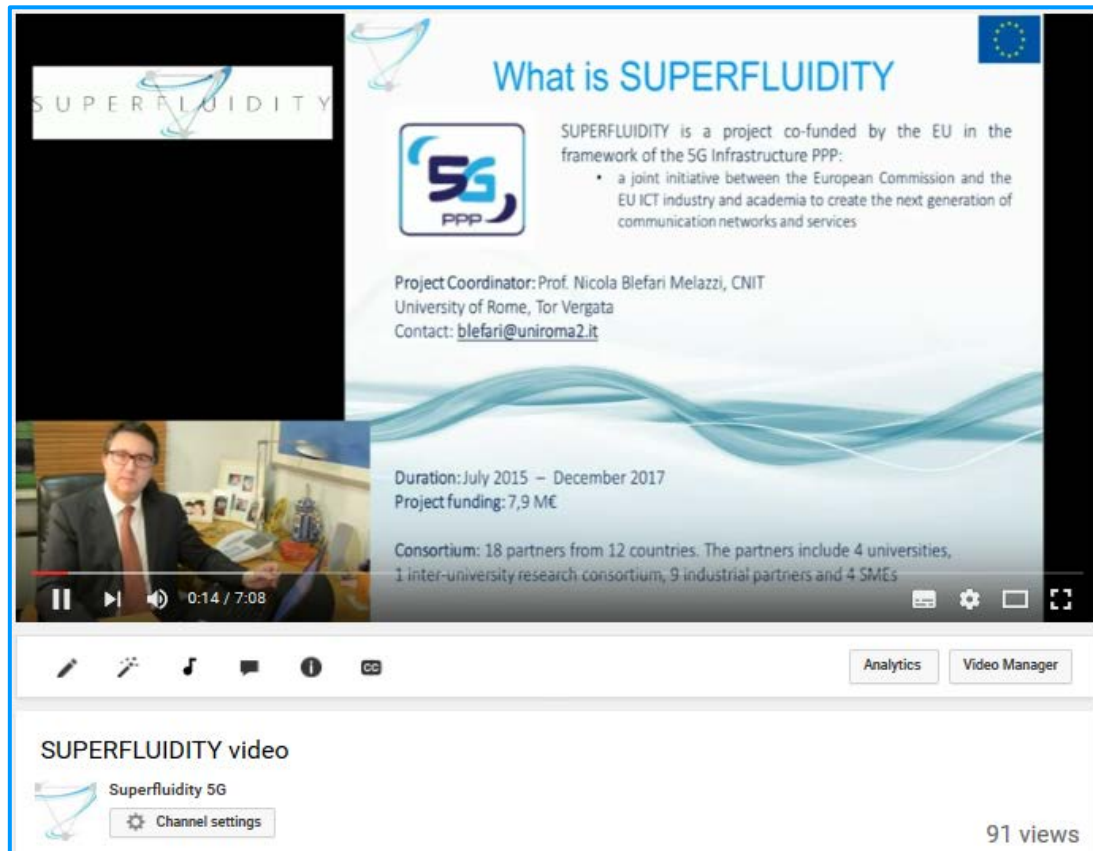 SUPERFLUIDITY
What is SUPERFLUIDITY
5G
PPP
SUPERFLUIDITY is a project co-funded by the EU in the
framework of the 5G Infrastructure PPP:
• a joint initiative between the European Commission and the
EU ICT industry and academia to create the next generation of
communication networks and services
Project Coordinator: Prof. Nicola Blefari Melazzi, CNIT
University of Rome, Tor Vergata
Contact: blefari@uniroma2.it
Duration: July 2015 – December 2017
Project funding: 7,9 M€
Consortium: 18 partners from 12 countries. The partners include 4 universities,
1 inter-university research consortium, 9 industrial partners and 4 SMEs
0:14 / 7:08
CC
Analytics
Video Manager
SUPERFLUIDITY video
Superfluidity 5G
Channel settings
91 views